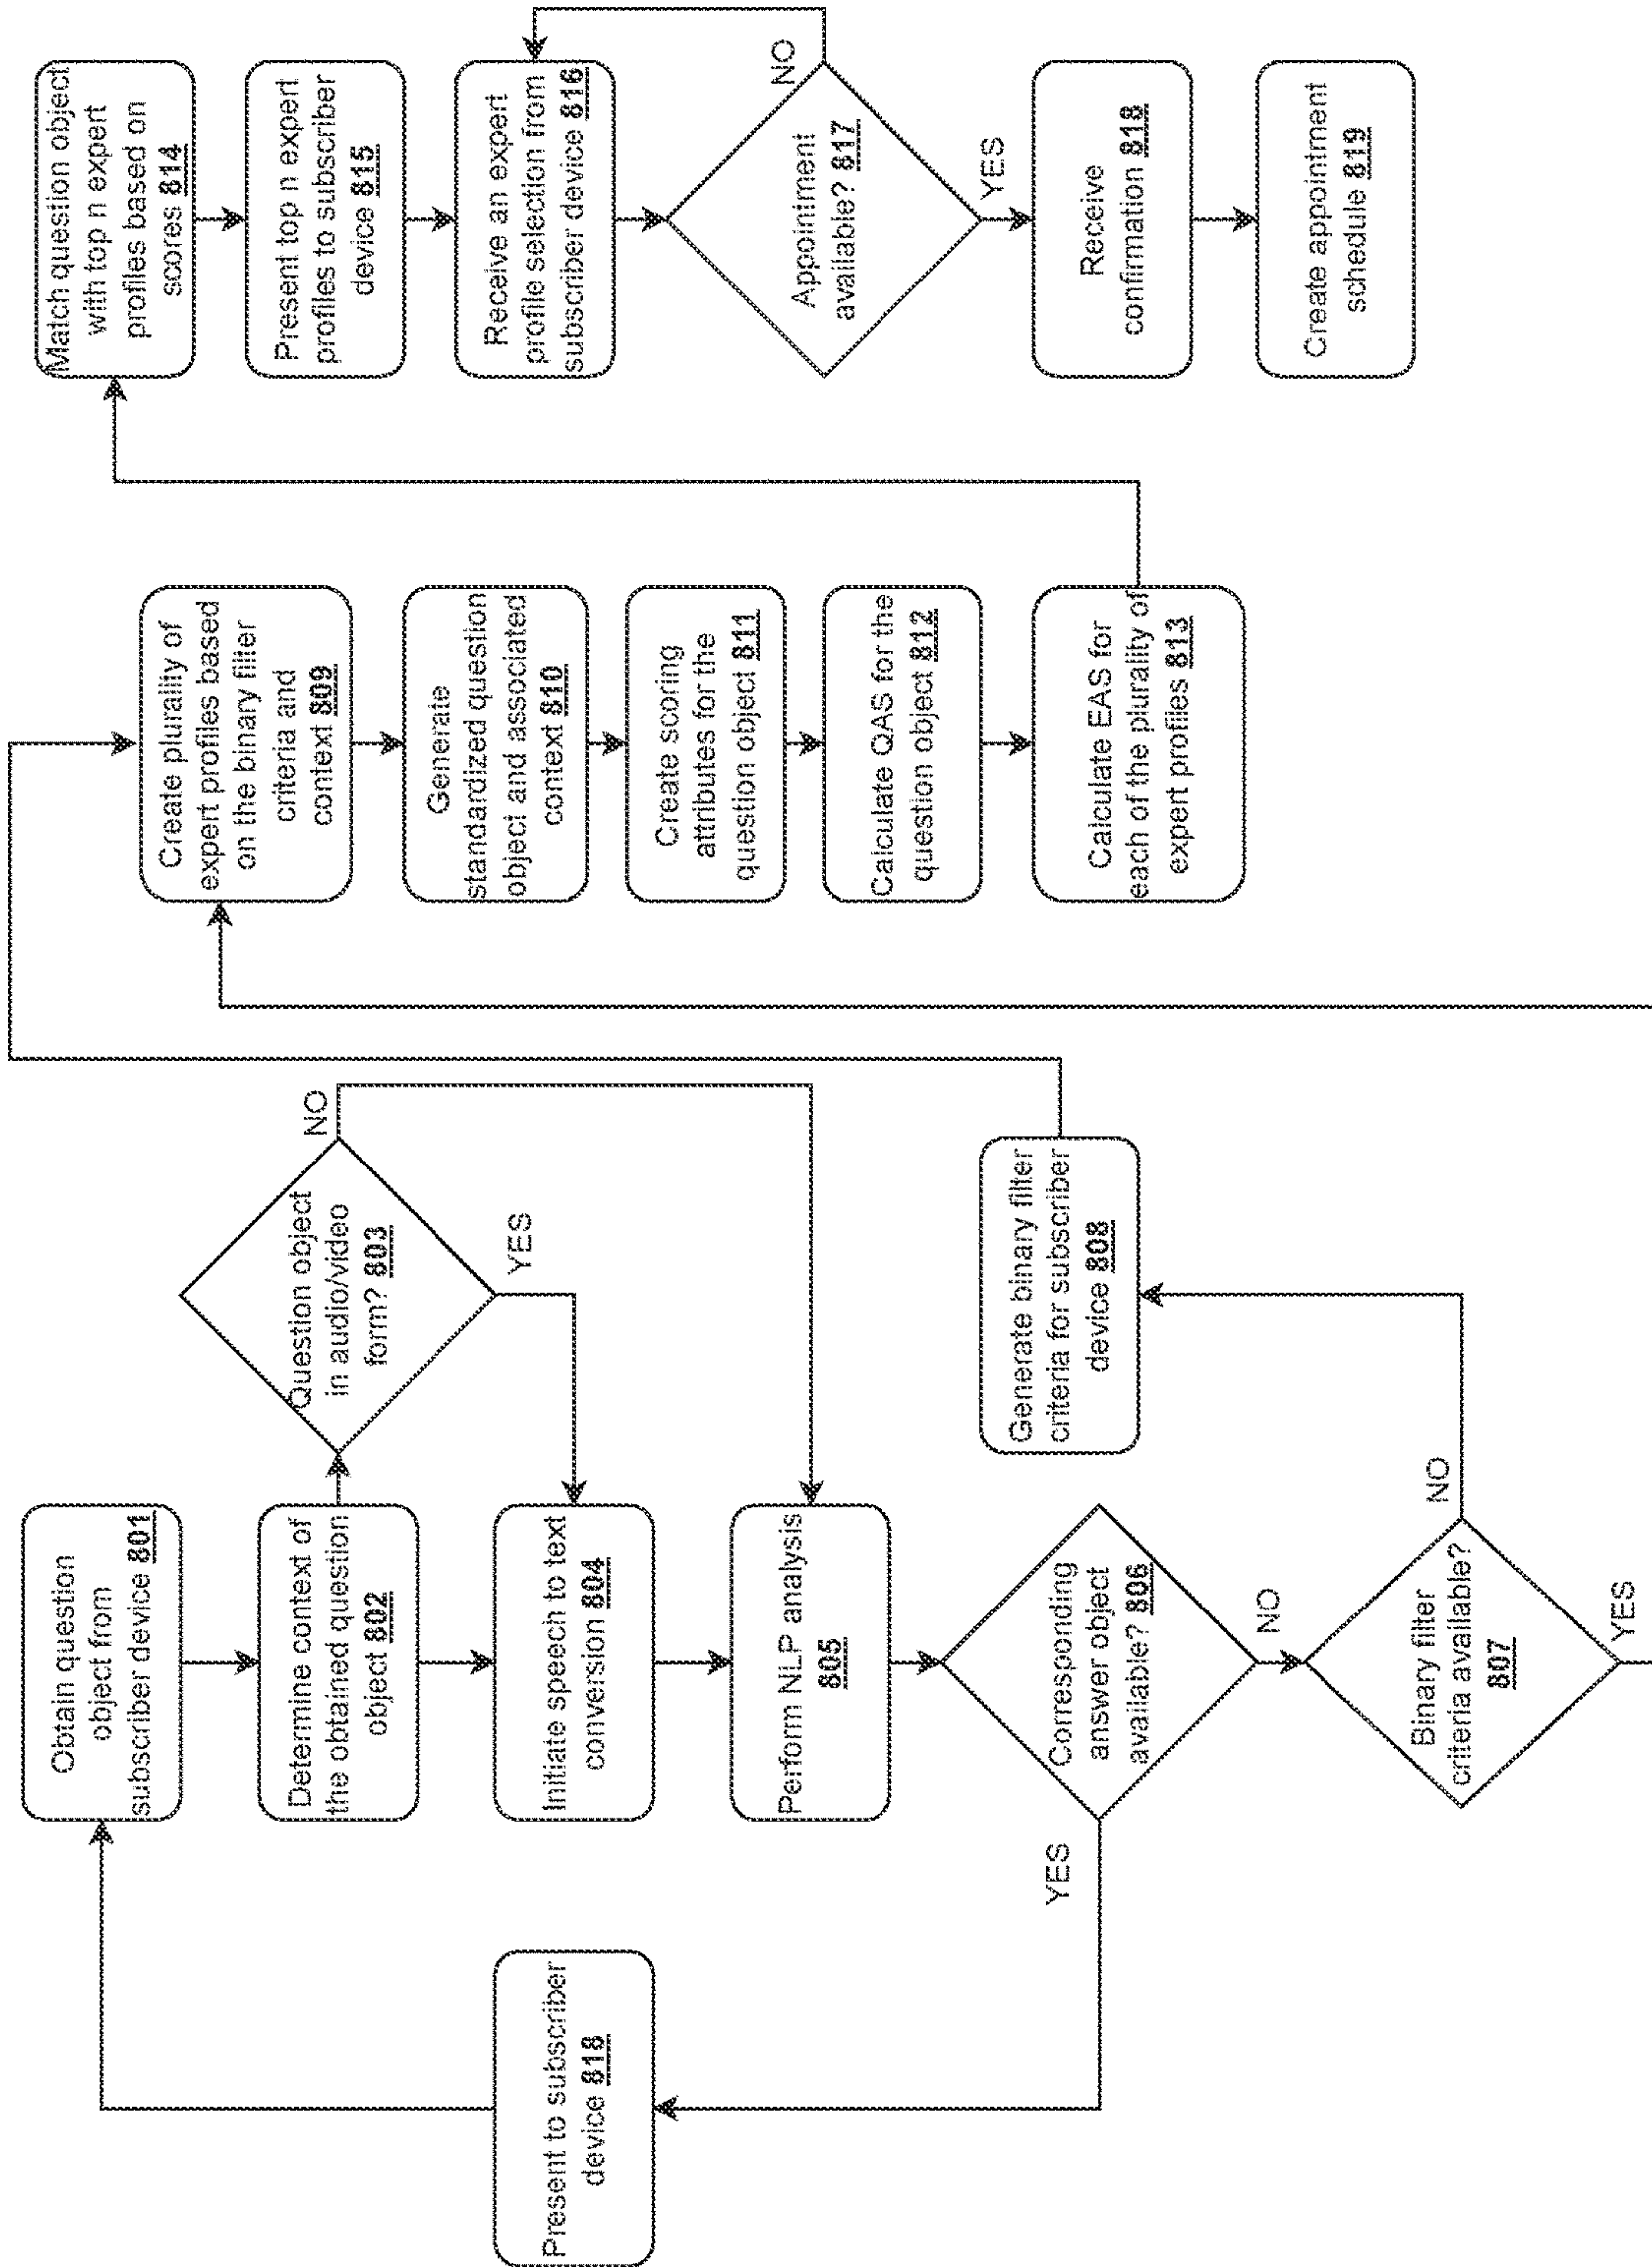 Obtain question
object from
subscriber device 801
Determine context of
the obtained question
object 802
Question object
in audio/video
form? 803
NO
YES
Initiate speech to text
conversion 804
Perform NLP analysis
805
Corresponding
answer object
available? 806
YES
NO
Present to subscriber
device 818
Binary filter
criteria available?
807
NO
YES
Generate binary filter
criteria for subscriber
device 808
Create plurality of
expert profiles based
on the binary filter
criteria and
context 809
Generate
standardized question
object and associated
context 810
Create scoring
attributes for the
question object 811
Calculate QAS for the
question object 812
Calculate EAS for
each of the plurality of
expert profiles 813
Match question object
with top n expert
profiles based on
scores 814
Present top n expert
profiles to subscriber
device 815
Receive an expert
profile selection from
subscriber device 816
Appointment
available? 817
NO
YES
Receive
confirmation 818
Create appointment
schedule 819